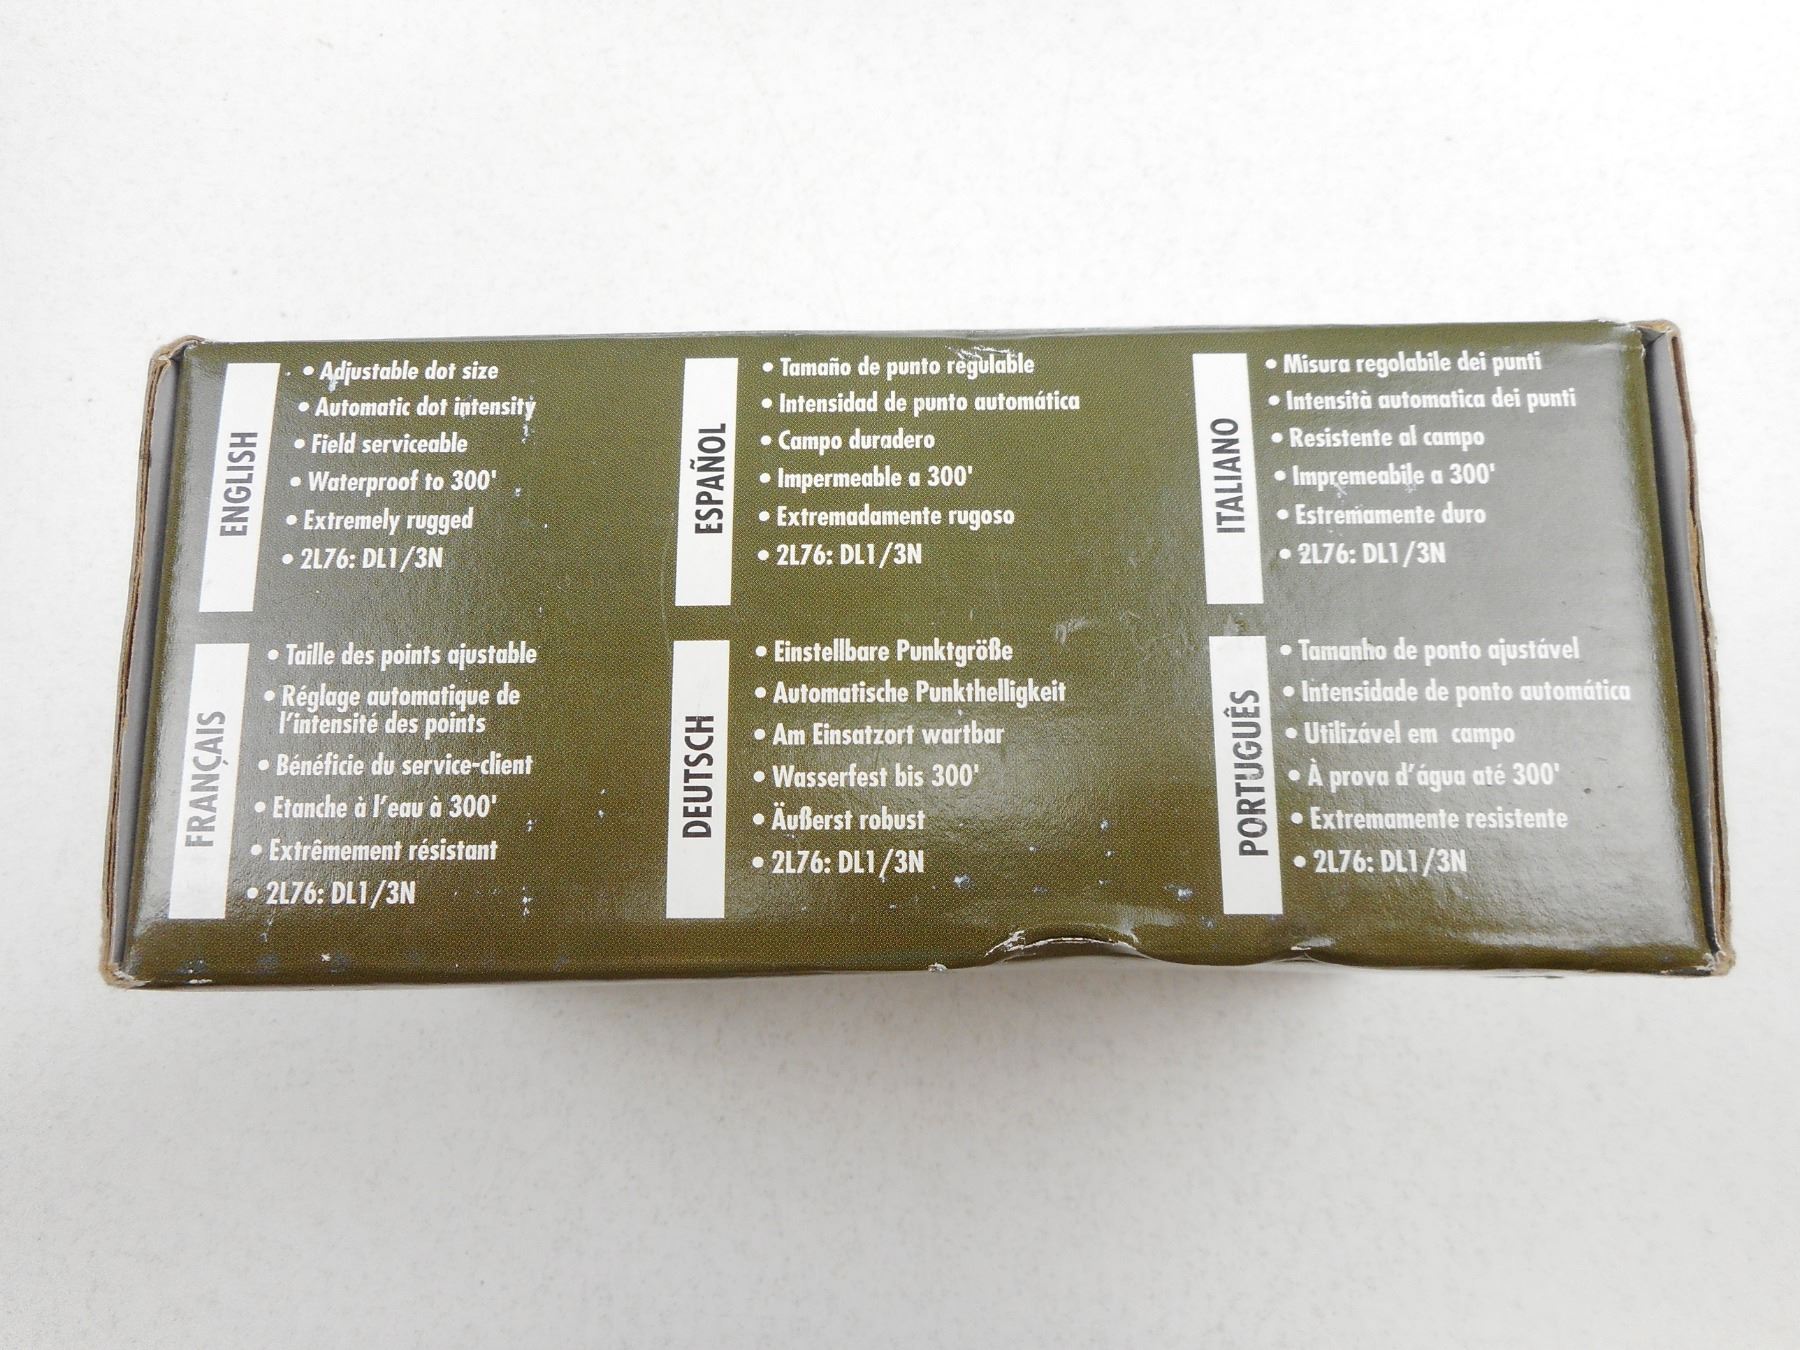 ENGLISH
• Adjustable dot size
• Automatic dot intensity
• Field serviceable
• Waterproof to 300'
• Extremely rugged
• 2L76: DL1/3N
ESPAÑOL
• Tamaño de punto regulable
• Intensidad de punto automática
• Campo duradero
• Impermeable a 300'
• Extremadamente rugoso
• 2L76: DL1/3N
ITALIANO
• Misura regolabile dei punti
• Intensità automatica dei punti
• Resistente al campo
• Impremeabile a 300'
• Estremamente duro
• 2L76: DL1/3N
FRANÇAIS
• Taille des points ajustable
• Réglage automatique de
l'intensité des points
• Bénéficie du service-client
• Etanche à l'eau à 300'
• Extrêmement résistant
• 2L76: DL1/3N
DEUTSCH
• Einstellbare Punktgröße
• Automatische Punkthelligkeit
• Am Einsatzort wartbar
• Wasserfest bis 300'
• Äußerst robust
• 2L76: DL1/3N
PORTUGUÊS
• Tamanho de ponto ajustável
• Intensidade de ponto automática
• Utilizável em campo
• À prova d'água até 300'
• Extremamente resistente
• 2L76: DL1/3N